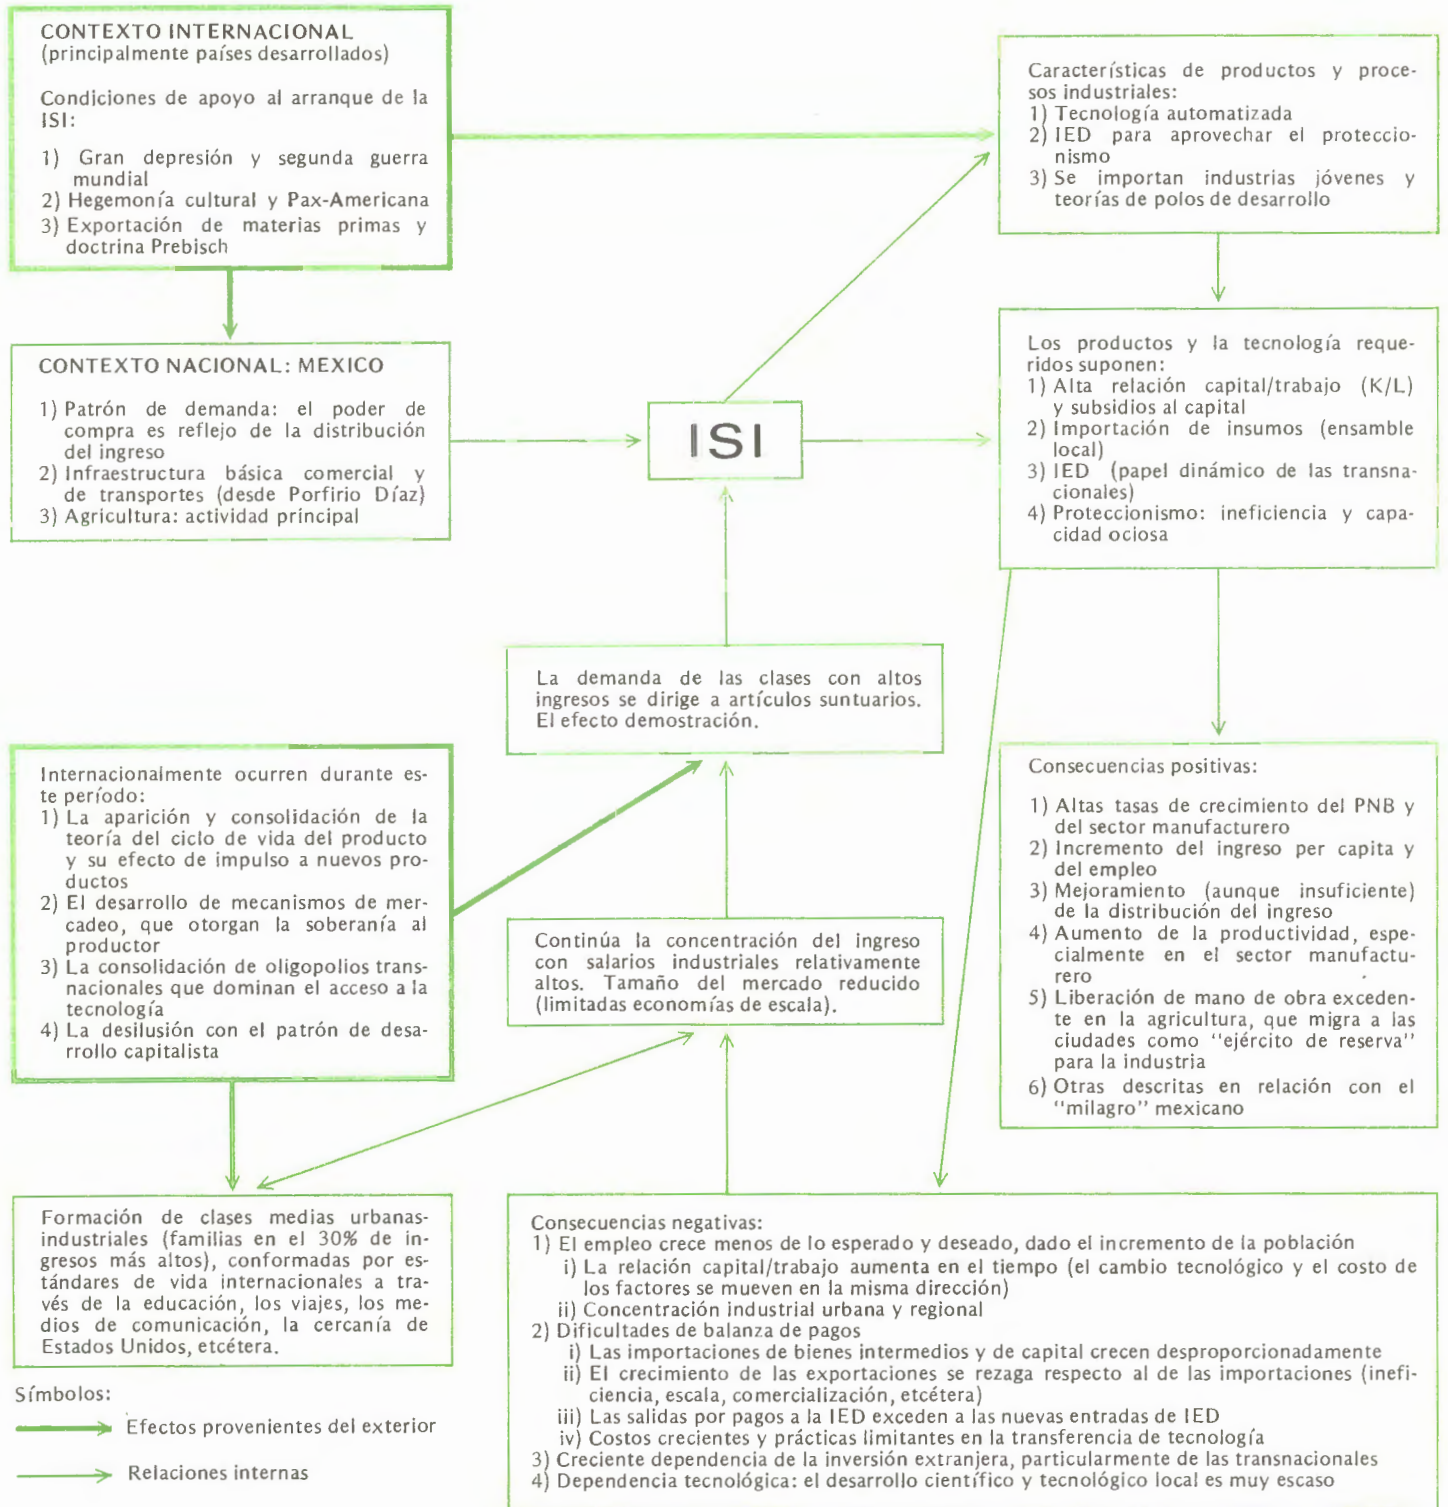 CONTEXTO INTERNACIONAL
(principalmente países desarrollados)
Condiciones de apoyo al arranque de la
ISI:
1) Gran depresión y segunda guerra
mundial
2) Hegemonía cultural y Pax-Americana
3) Exportación de materias primas y
doctrina Prebisch
Características de productos y proce-
sos industriales:
1) Tecnología automatizada
2) IED para aprovechar el proteccio-
nismo
3) Se importan industrias jóvenes y
teorías de polos de desarrollo
CONTEXTO NACIONAL: MEXICO
1) Patrón de demanda: el poder de
compra es reflejo de la distribución
del ingreso
2) Infraestructura básica comercial y
de transportes (desde Porfirio Díaz)
3) Agricultura: actividad principal
ISI
Los productos y la tecnología reque-
ridos suponen:
1) Alta relación capital/trabajo (K/L)
y subsidios al capital
2) Importación de insumos (ensamble
local)
3) IED (papel dinámico de las transna-
cionales)
4) Proteccionismo: ineficiencia y capa-
cidad ociosa
La demanda de las clases con altos
ingresos se dirige a artículos suntuarios.
El efecto demostración.
Internacionalmente ocurren durante es-
te período:
1) La aparición y consolidación de la
teoría del ciclo de vida del producto
y su efecto de impulso a nuevos pro-
ductos
2) El desarrollo de mecanismos de mer-
cadeo, que otorgan la soberanía al
productor
3) La consolidación de oligopolios trans-
nacionales que dominan el acceso a la
tecnología
4) La desilusión con el patrón de desa-
rrollo capitalista
Continúa la concentración del ingreso
con salarios industriales relativamente
altos. Tamaño del mercado reducido
(limitadas economías de escala).
Consecuencias positivas:
1) Altas tasas de crecimiento del PNB y
del sector manufacturero
2) Incremento del ingreso per capita y
del empleo
3) Mejoramiento (aunque insuficiente)
de la distribución del ingreso
4) Aumento de la productividad, espe-
cialmente en el sector manufactu-
rero
5) Liberación de mano de obra exceden-
te en la agricultura, que migra a las
ciudades como "ejército de reserva"
para la industria
6) Otras descritas en relación con el
"milagro" mexicano
Formación de clases medias urbanas-
industriales (familias en el 30% de in-
gresos más altos), conformadas por es-
tándares de vida internacionales a tra-
vés de la educación, los viajes, los me-
dios de comunicación, la cercanía de
Estados Unidos, etcétera.
Consecuencias negativas:
1) El empleo crece menos de lo esperado y deseado, dado el incremento de la población
i) La relación capital/trabajo aumenta en el tiempo (el cambio tecnológico y el costo de
los factores se mueven en la misma dirección)
ii) Concentración industrial urbana y regional
2) Dificultades de balanza de pagos
i) Las importaciones de bienes intermedios y de capital crecen desproporcionadamente
ii) El crecimiento de las exportaciones se rezaga respecto al de las importaciones (inefi-
ciencia, escala, comercialización, etcétera)
iii) Las salidas por pagos a la IED exceden a las nuevas entradas de IED
iv) Costos crecientes y prácticas limitantes en la transferencia de tecnología
3) Creciente dependencia de la inversión extranjera, particularmente de las transnacionales
4) Dependencia tecnológica: el desarrollo científico y tecnológico local es muy escaso
Símbolos:
Efectos provenientes del exterior
Relaciones internas